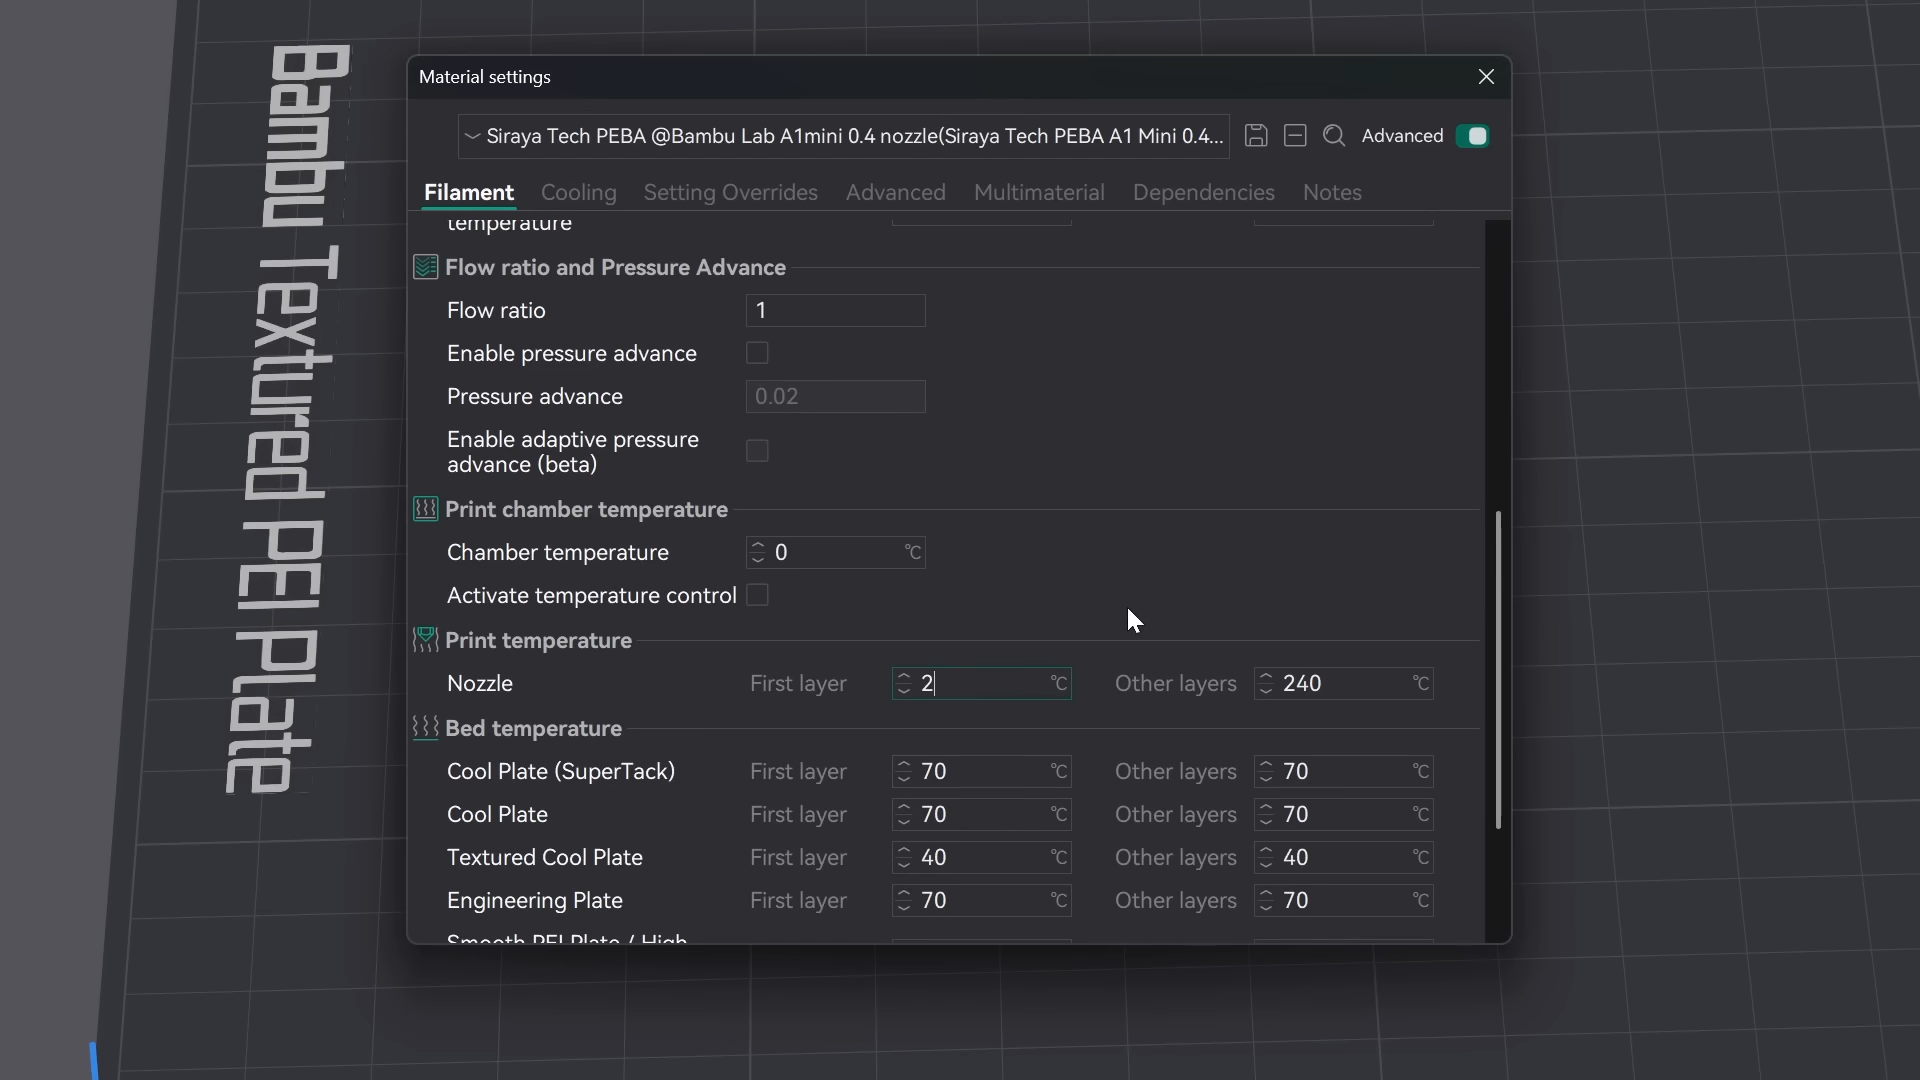 Bambu Textured PEI Plate
Material settings
Siraya Tech PEBA @Bambu Lab A1mini 0.4 nozzle(Siraya Tech PEBA A1 Mini 0.4...
Advanced
Filament Cooling Setting Overrides Advanced Multimaterial Dependencies Notes
temperature
Flow ratio and Pressure Advance
Flow ratio 1
Enable pressure advance
Pressure advance 0.02
Enable adaptive pressure
advance (beta)
Print chamber temperature
Chamber temperature 0 °C
Activate temperature control
Print temperature
Nozzle First layer 2 °C Other layers 240 °C
Bed temperature
Cool Plate (SuperTack) First layer 70 °C Other layers 70 °C
Cool Plate First layer 70 °C Other layers 70 °C
Textured Cool Plate First layer 40 °C Other layers 40 °C
Engineering Plate First layer 70 °C Other layers 70 °C
Smooth PEI Plate / High